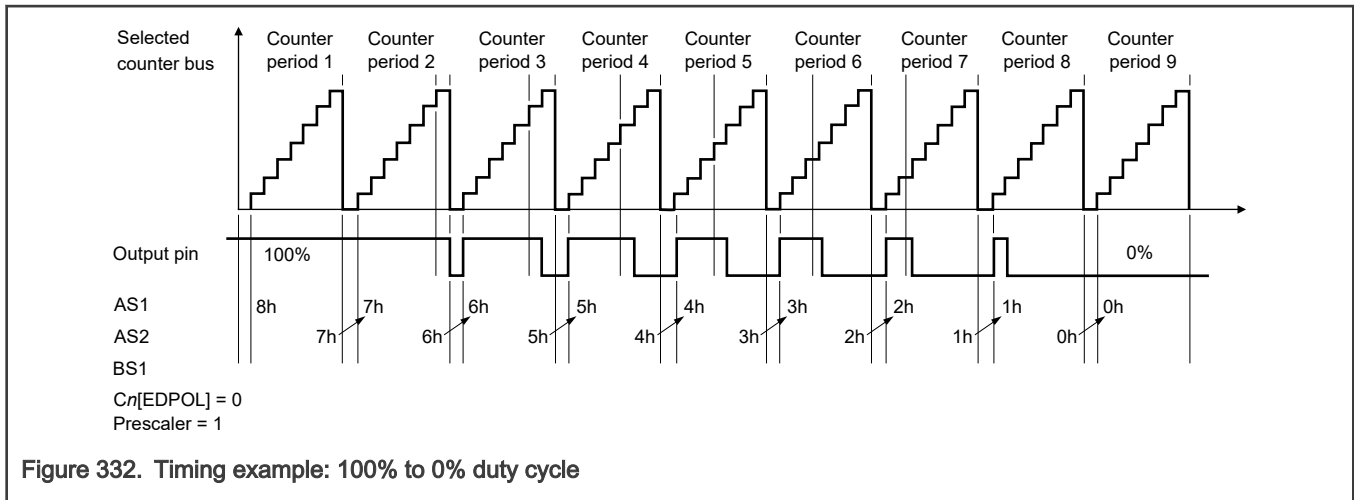 Selected
counter bus
Counter
period 1
Counter
period 2
Counter
period 3
Counter
period 4
Counter
period 5
Counter
period 6
Counter
period 7
Counter
period 8
Counter
period 9
Output pin
100%
0%
AS1
8h 7h 6h 5h 4h 3h 2h 1h 0h
AS2
7h 6h 5h 4h 3h 2h 1h 0h
BS1
Cn[EDPOL] = 0
Prescaler = 1
Figure 332. Timing example: 100% to 0% duty cycle